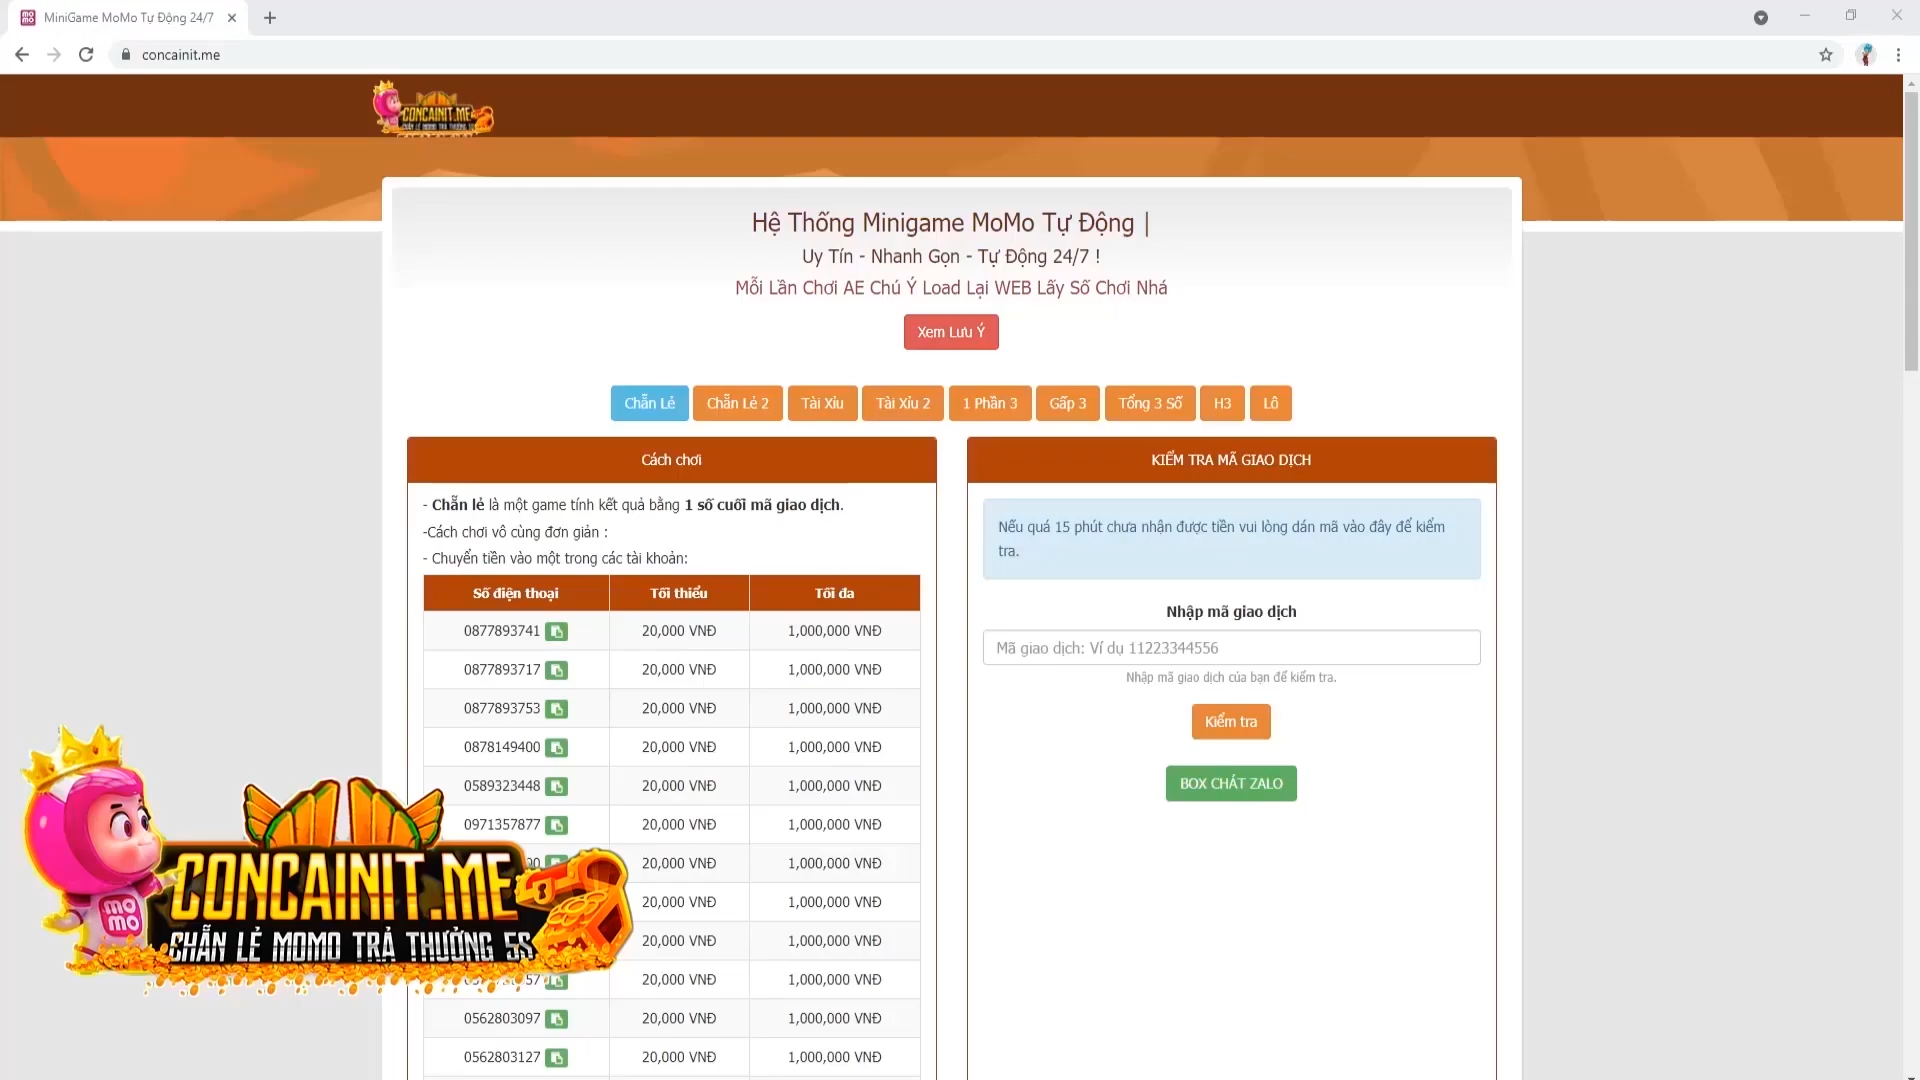 MiniGame MoMo Tự Động 24/7
concainit.me
CONCAINIT.ME
Hệ Thống Minigame MoMo Tự Động |
Uy Tín - Nhanh Gọn - Tự Động 24/7 !
Mỗi Lần Chơi AE Chú Ý Load Lại WEB Lấy Số Chơi Nhá
Xem Lưu Ý
Chẵn Lẻ Chẵn Lẻ 2 Tài Xỉu Tài Xỉu 2 1 Phần 3 Gấp 3 Tổng 3 Số H3 Lô
Cách chơi
- Chẵn lẻ là một game tính kết quả bằng 1 số cuối mã giao dịch.
-Cách chơi vô cùng đơn giản :
- Chuyển tiền vào một trong các tài khoản:
Số điện thoại Tối thiểu Tối đa
0877893741 20,000 VNĐ 1,000,000 VNĐ
0877893717 20,000 VNĐ 1,000,000 VNĐ
0877893753 20,000 VNĐ 1,000,000 VNĐ
0878149400 20,000 VNĐ 1,000,000 VNĐ
0589323448 20,000 VNĐ 1,000,000 VNĐ
0971357877 20,000 VNĐ 1,000,000 VNĐ
20,000 VNĐ 1,000,000 VNĐ
20,000 VNĐ 1,000,000 VNĐ
20,000 VNĐ 1,000,000 VNĐ
20,000 VNĐ 1,000,000 VNĐ
0562803097 20,000 VNĐ 1,000,000 VNĐ
0562803127 20,000 VNĐ 1,000,000 VNĐ
KIỂM TRA MÃ GIAO DỊCH
Nếu quá 15 phút chưa nhận được tiền vui lòng dán mã vào đây để kiểm
tra.
Nhập mã giao dịch
Mã giao dịch: Ví dụ 11223344556
Nhập mã giao dịch của bạn để kiểm tra.
Kiểm tra
BOX CHÁT ZALO
mo
mo
CONCAINIT.ME
CHẴN LẺ MOMO TRẢ THƯỞNG 5S